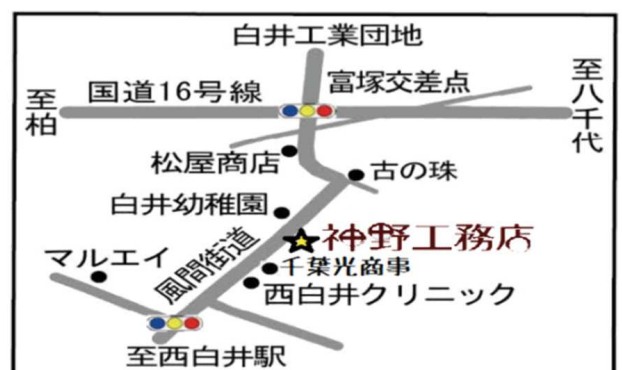 白井工業団地
富塚交差点
国道16号線
至柏
至八千代
松屋商店
古の珠
白井幼稚園
神野工務店
風間街道
マルエイ
千葉光商事
西白井クリニック
至西白井駅